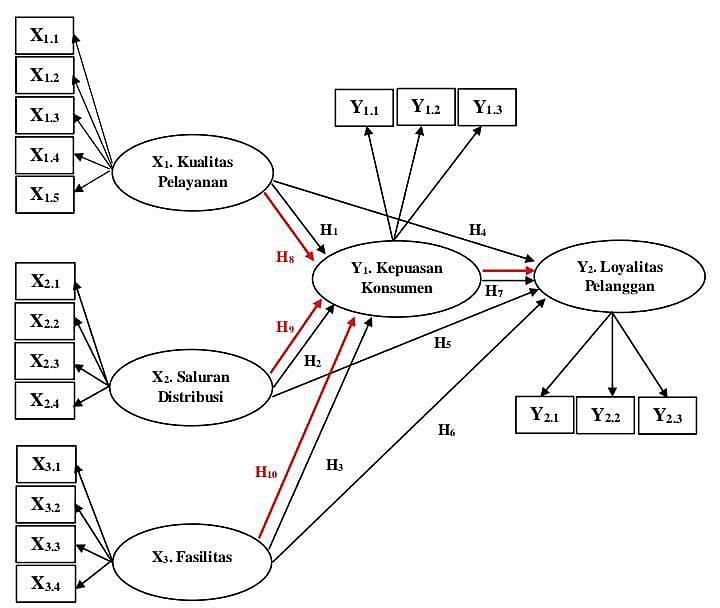 X1.1
X1.2
X1.3
X1.4
X1.5
X1. Kualitas
Pelayanan
Y1.1
Y1.2
Y1.3
H1
H4
H8
Y1. Kepuasan
Konsumen
Y2. Loyalitas
Pelanggan
H7
X2.1
X2.2
X2.3
X2.4
H9
H2
H5
X2. Saluran
Distribusi
Y2.1
Y2.2
Y2.3
H6
H10
H3
X3.1
X3.2
X3.3
X3.4
X3. Fasilitas